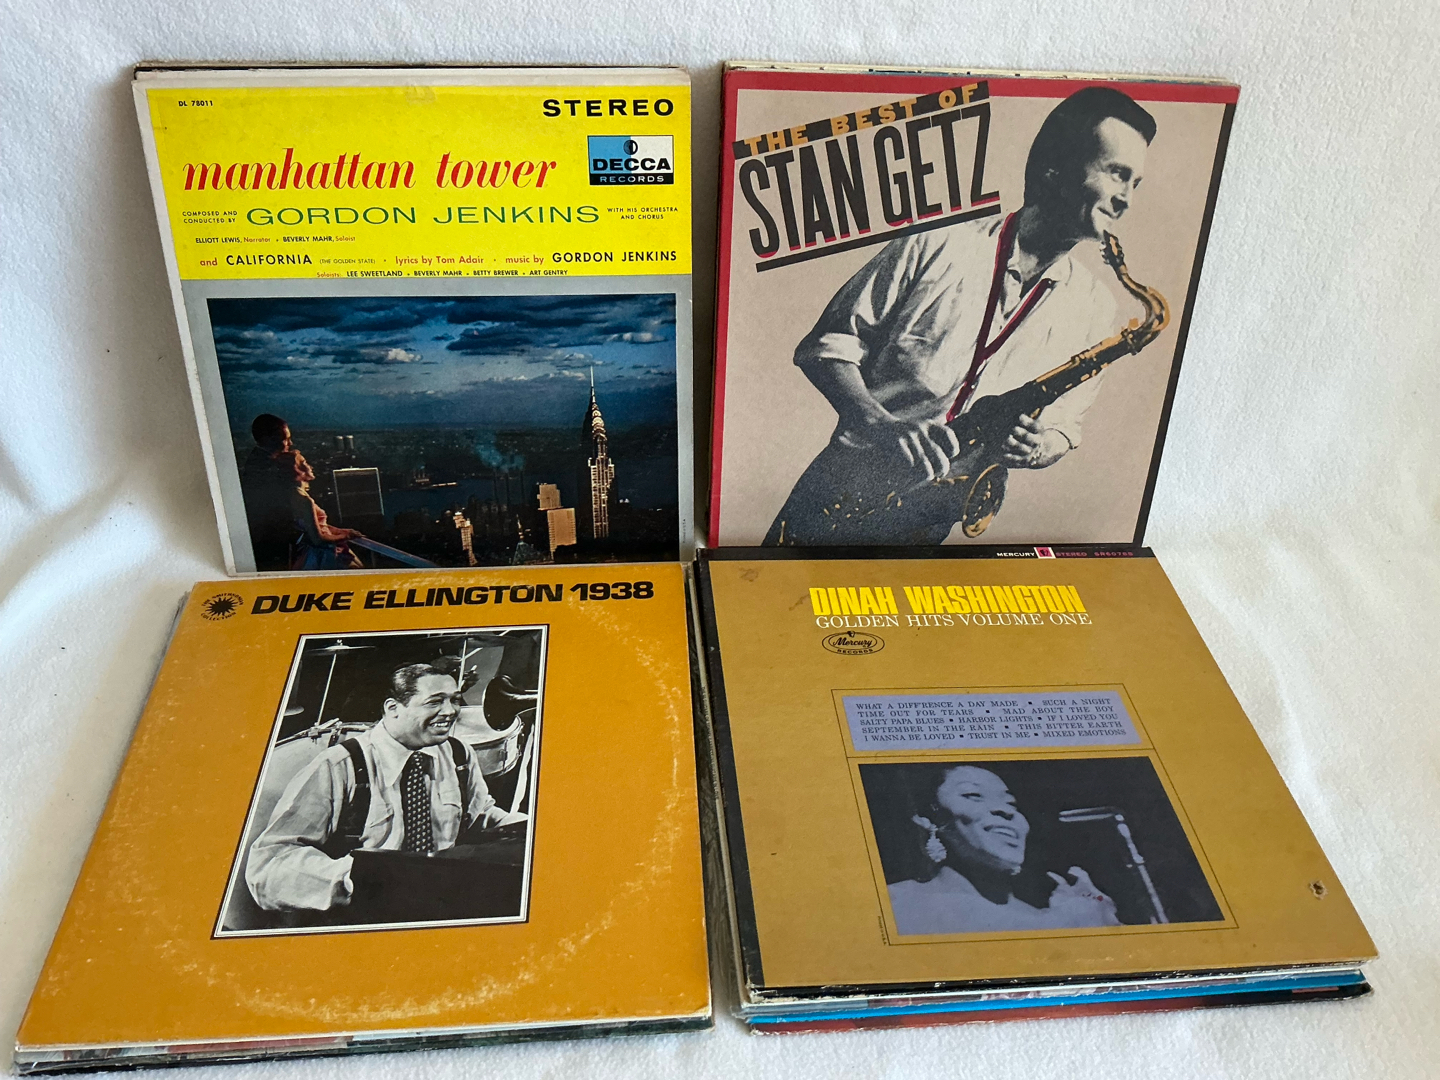 DL 78011
STEREO
DECCA
RECORDS
manhattan tower
COMPOSED AND
CONDUCTED BY
GORDON JENKINS
WITH HIS ORCHESTRA
AND CHORUS
ELLIOTT LEWIS, Narrator • BEVERLY MAHR, Soloist
and CALIFORNIA (THE GOLDEN STATE) • lyrics by Tom Adair • music by GORDON JENKINS
Soloists: LEE SWEETLAND • BEVERLY MAHR • BETTY BREWER • ART GENTRY
THE BEST OF
STAN GETZ
DUKE ELLINGTON 1938
MERCURY
STEREO
DINAH WASHINGTON
GOLDEN HITS VOLUME ONE
Mercury
RECORDS
WHAT A DIFF'RENCE A DAY MADE • SUCH A NIGHT
TIME OUT FOR TEARS • MAD ABOUT THE BOY
SALTY PAPA BLUES • HARBOR LIGHTS • IF I LOVED YOU
SEPTEMBER IN THE RAIN • THIS BITTER EARTH
I WANNA BE LOVED • TRUST IN ME • MIXED EMOTIONS